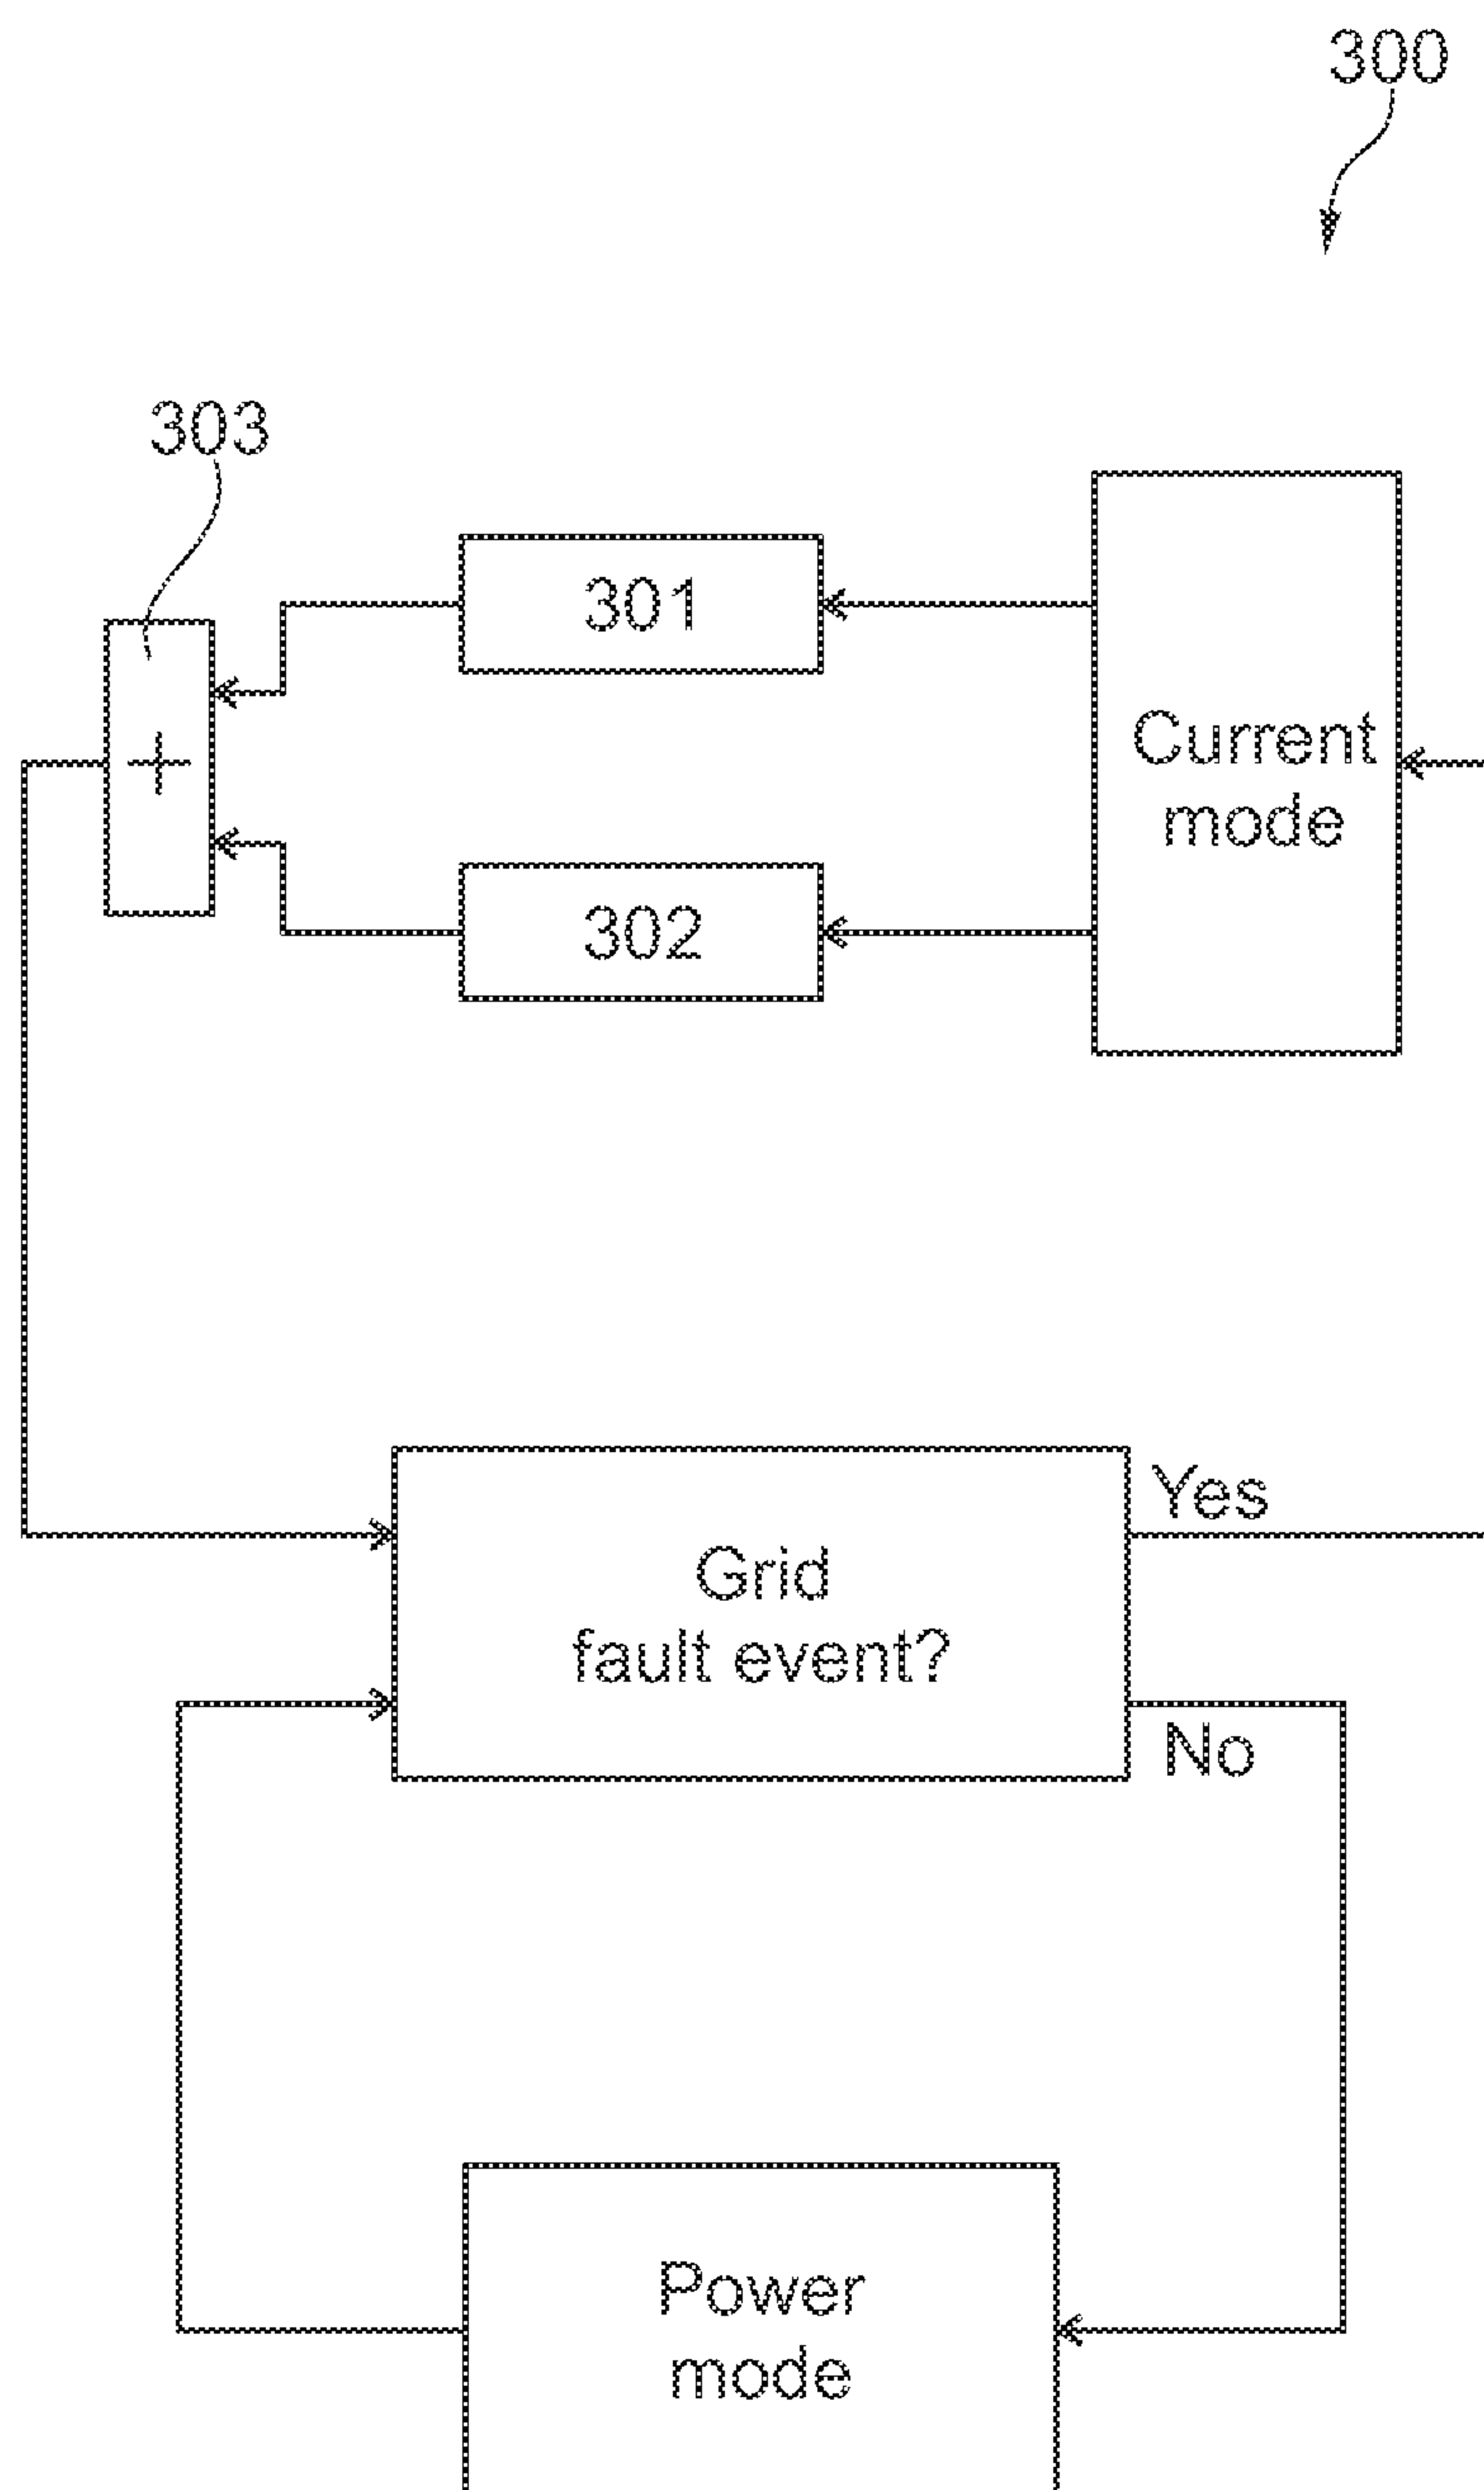 300
303
301
Current
mode
+
302
Yes
Grid
fault event?
No
Power
mode